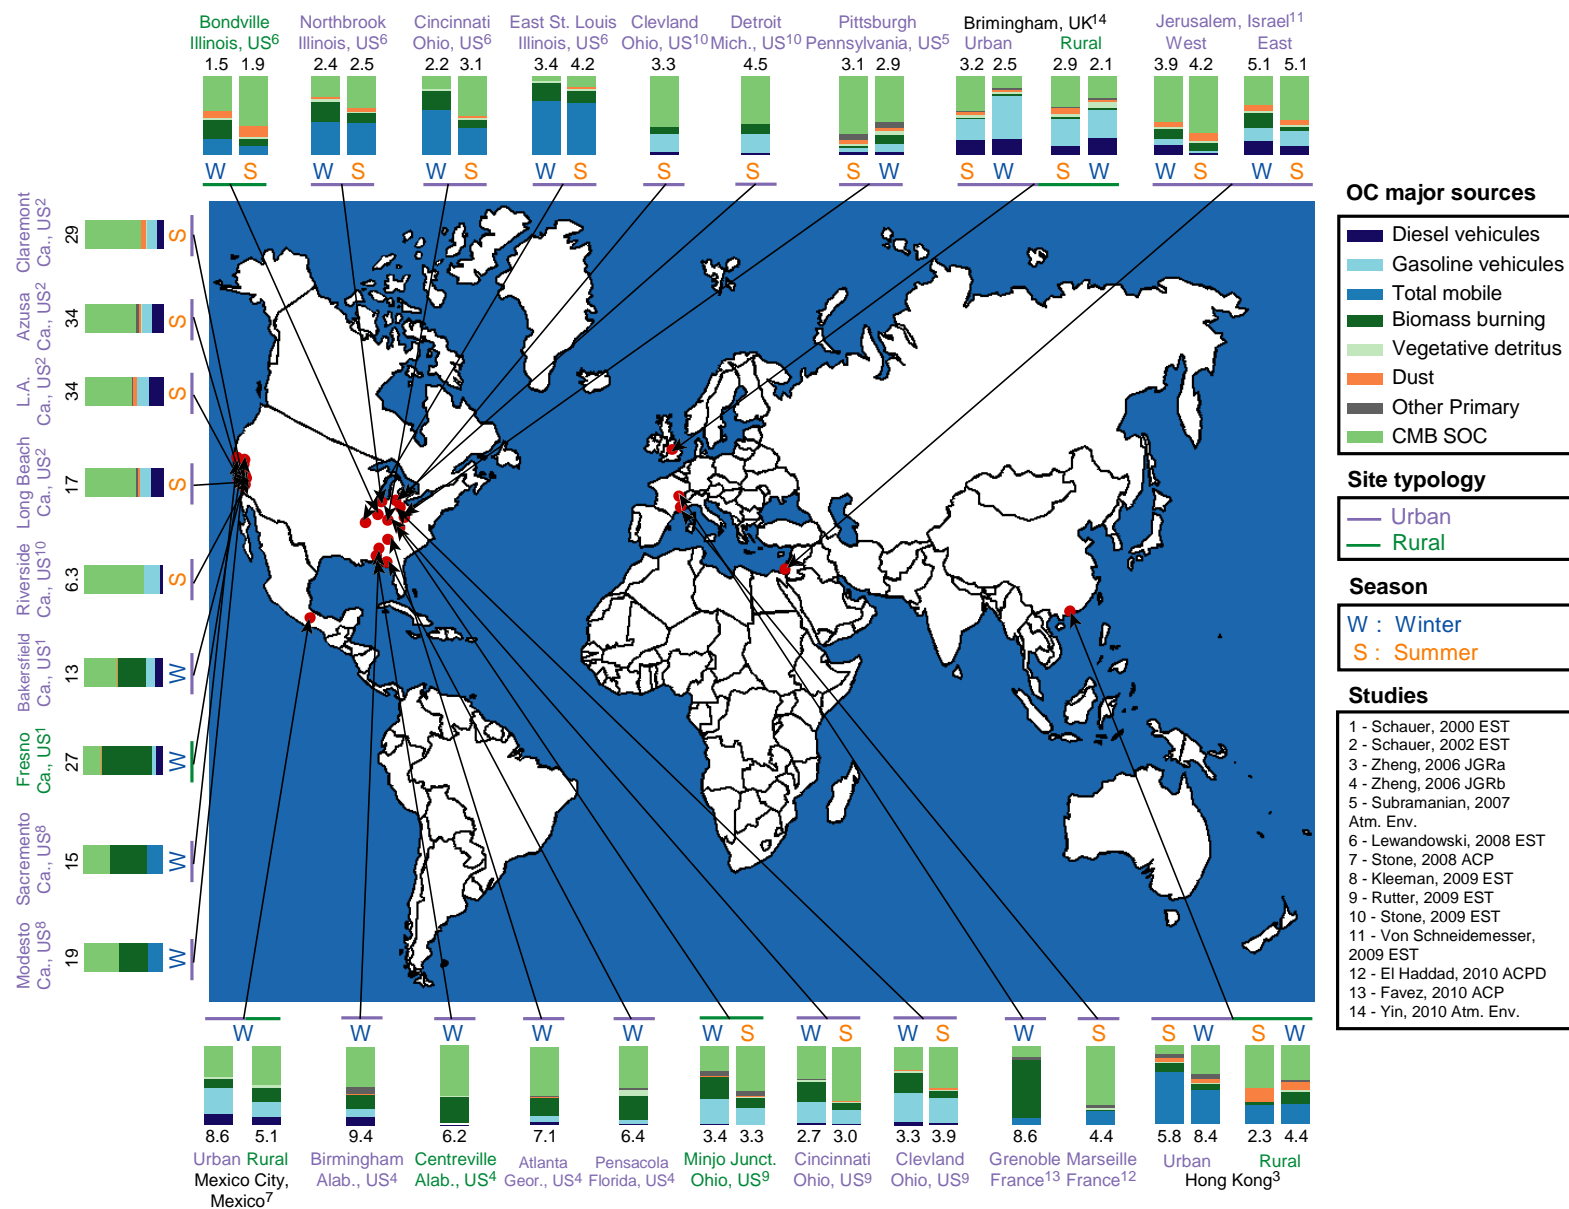 Bondville
Illinois, US6
1.5 1.9
W S
Northbrook
Illinois, US6
2.4 2.5
W S
Cincinnati
Ohio, US6
2.2 3.1
W S
East St. Louis
Illinois, US6
3.4 4.2
W S
Clevland
Ohio, US10
3.3
S
Detroit
Mich., US10
4.5
S
Pittsburgh
Pennsylvania, US5
3.1 2.9
S W
Brimingham, UK14
Urban Rural
3.2 2.5 2.9 2.1
S W S W
Jerusalem, Israel11
West East
3.9 4.2 5.1 5.1
W S W S
Claremont
Ca., US2
29
S
Azusa
Ca., US2
34
S
L.A.
Ca., US2
34
S
Long Beach
Ca., US2
17
S
Riverside
Ca., US10
6.3
S
Bakersfield
Ca., US1
13
W
Fresno
Ca., US1
27
W
Sacremento
Ca., US8
15
W
Modesto
Ca., US8
19
W
OC major sources
Diesel vehicules
Gasoline vehicules
Total mobile
Biomass burning
Vegetative detritus
Dust
Other Primary
CMB SOC
Site typology
Urban
Rural
Season
W : Winter
S : Summer
Studies
1 - Schauer, 2000 EST
2 - Schauer, 2002 EST
3 - Zheng, 2006 JGRa
4 - Zheng, 2006 JGRb
5 - Subramanian, 2007
Atm. Env.
6 - Lewandowski, 2008 EST
7 - Stone, 2008 ACP
8 - Kleeman, 2009 EST
9 - Rutter, 2009 EST
10 - Stone, 2009 EST
11 - Von Schneidemesser,
2009 EST
12 - El Haddad, 2010 ACPD
13 - Favez, 2010 ACP
14 - Yin, 2010 Atm. Env.
W
8.6 5.1
Urban Rural
Mexico City,
Mexico7
W
9.4
Birmingham
Alab., US4
W
6.2
Centreville
Alab., US4
W
7.1
Atlanta
Geor., US4
W
6.4
Pensacola
Florida, US4
W S
3.4 3.3
Minjo Junct.
Ohio, US9
W S
2.7 3.0
Cincinnati
Ohio, US9
W S
3.3 3.9
Clevland
Ohio, US9
W
8.6
Grenoble
France13
S
4.4
Marseille
France12
S W S W
5.8 8.4 2.3 4.4
Urban Rural
Hong Kong3